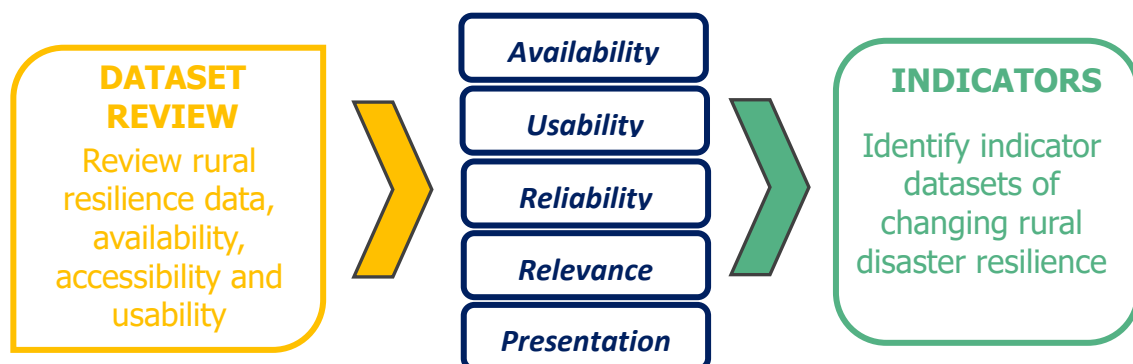 DATASET
REVIEW
Review rural
resilience data,
availability,
accessibility and
usability
Availability
Usability
Reliability
Relevance
Presentation
INDICATORS
Identify indicator
datasets of
changing rural
disaster resilience